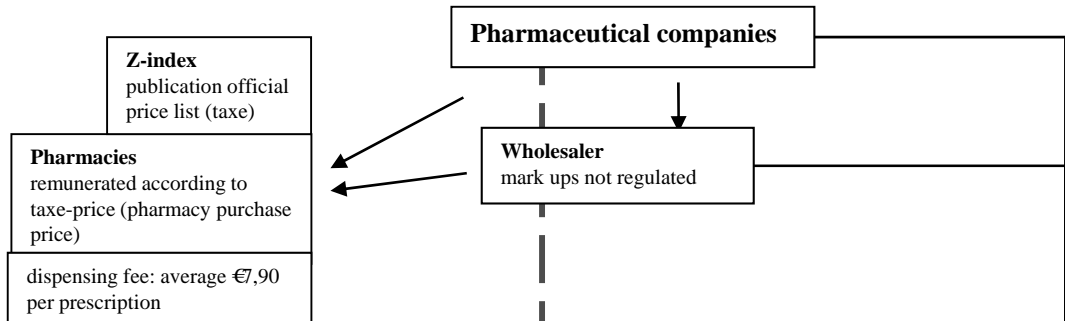 Pharmaceutical companies
Z-index
publication official
price list (taxe)
Pharmacies
remunerated according to
taxe-price (pharmacy purchase
price)
Wholesaler
mark ups not regulated
dispensing fee: average €7,90
per prescription